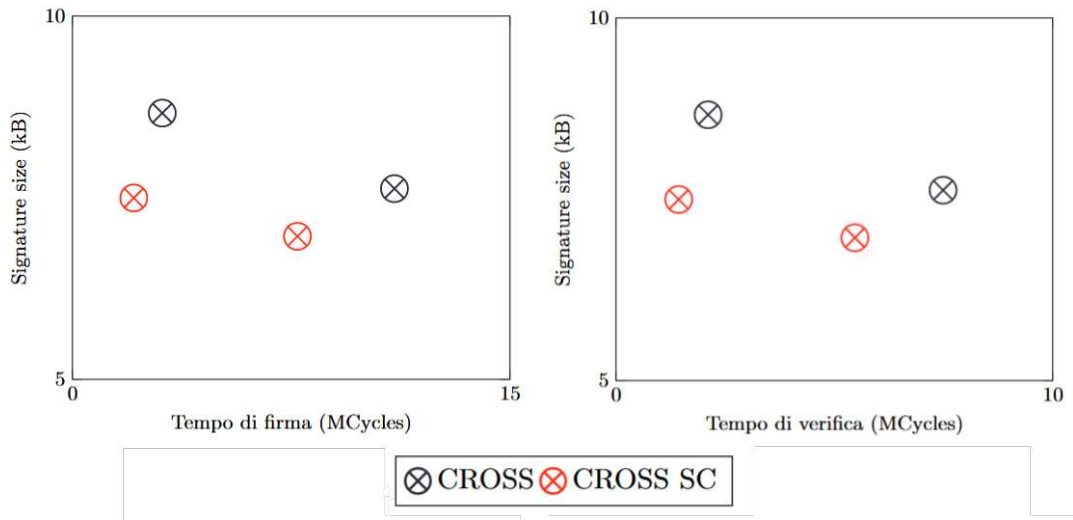 10
Signature size (kB)
5
0
15
Tempo di firma (MCycles)
10
Signature size (kB)
5
0
10
Tempo di verifica (MCycles)
CROSS CROSS SC